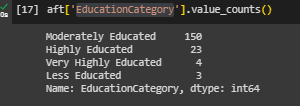 [17] aft['EducationCategory'].value_counts()
0s
Moderately Educated 150
Highly Educated 23
Very Highly Educated 4
Less Educated 3
Name: EducationCategory, dtype: int64